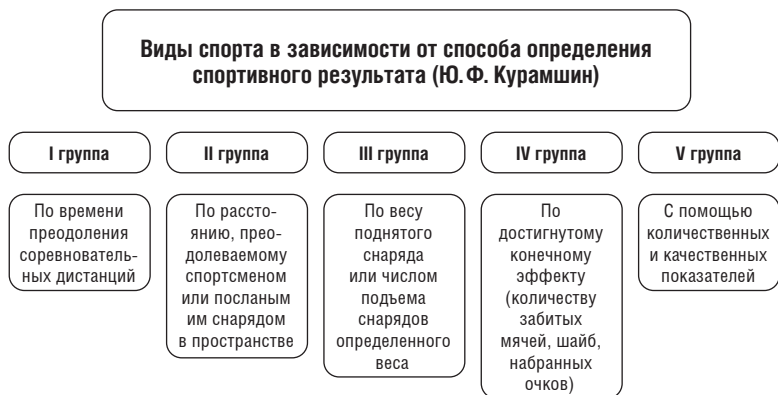 Виды спорта в зависимости от способа определения
спортивного результата (Ю. Ф. Курамшин)
I группа
II группа
III группа
IV группа
V группа
По времени
преодоления
соревнователь-
ных дистанций
По рассто-
янию, прео-
долеваемому
спортсменом
или посланым
им снарядом
в пространстве
По весу
поднятого
снаряда
или числом
подъема
снарядов
определенного
веса
По
достигнутому
конечному
эффекту
(количеству
забитых
мячей, шайб,
набранных
очков)
С помощью
количественных
и качественных
показателей